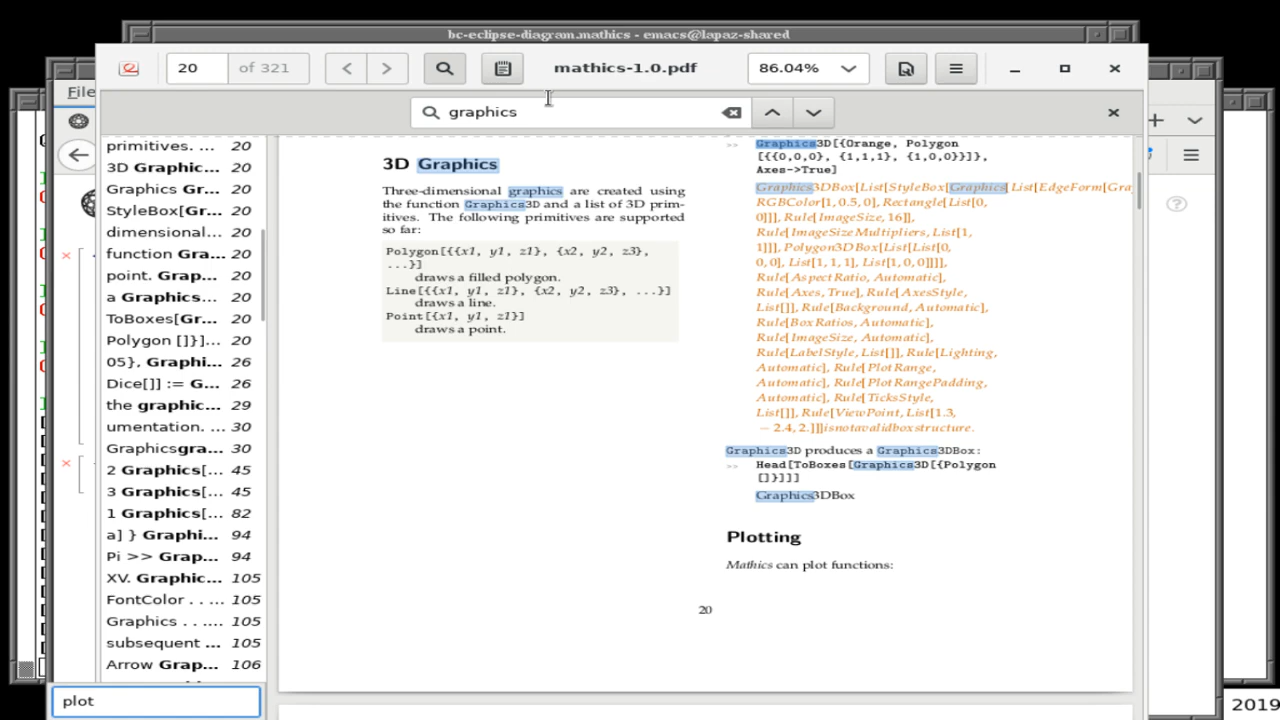 bc-eclipse-diagram.mathics - emacs@lapaz-shared
20 of 321
mathics-1.0.pdf
86.04%
File
graphics
primitives. ... 20
3D Graphic... 20
Graphics Gr... 20
StyleBox[Gr... 20
dimensional... 20
function Gra... 20
point. Grap... 20
a Graphics... 20
ToBoxes[Gr... 20
Polygon []}]... 20
05}, Graphi... 26
Dice[] := G... 26
the graphic... 29
umentation. ... 30
Graphicsgra... 30
2 Graphics[... 45
3 Graphics[... 45
1 Graphics[... 82
a] } Graphi... 94
Pi >> Grap... 94
XV. Graphic... 105
FontColor . . .... 105
Graphics . . .... 105
subsequent ... 105
Arrow Grap... 106
plot
3D Graphics
Three-dimensional graphics are created using
the function Graphics3D and a list of 3D prim-
itives. The following primitives are supported
so far:
Polygon[{{x1, y1, z1}, {x2, y2, z3},
...}]
draws a filled polygon.
Line[{{x1, y1, z1}, {x2, y2, z3}, ...}]
draws a line.
Point[{x1, y1, z1}]
draws a point.
>> Graphics3D[{Orange, Polygon
[{{0,0,0}, {1,1,1}, {1,0,0}}]},
Axes->True]
Graphics3DBox[List[StyleBox[Graphics[List[EdgeForm[Gra
RGBColor[1, 0.5, 0], Rectangle[List[0,
0]]], Rule[ImageSize, 16]],
Rule[ImageSizeMultipliers, List[1,
1]]], Polygon3DBox[List[List[0,
0, 0], List[1, 1, 1], List[1, 0, 0]]]],
Rule[AspectRatio, Automatic],
Rule[Axes, True], Rule[AxesStyle,
List[]], Rule[Background, Automatic],
Rule[BoxRatios, Automatic],
Rule[ImageSize, Automatic],
Rule[LabelStyle, List[]], Rule[Lighting,
Automatic], Rule[PlotRange,
Automatic], Rule[PlotRangePadding,
Automatic], Rule[TicksStyle,
List[]], Rule[ViewPoint, List[1.3,
− 2.4, 2.]]]isnotavalidboxstructure.
Graphics3D produces a Graphics3DBox:
>> Head[ToBoxes[Graphics3D[{Polygon
[]}]]]
Graphics3DBox
Plotting
Mathics can plot functions:
20
2019